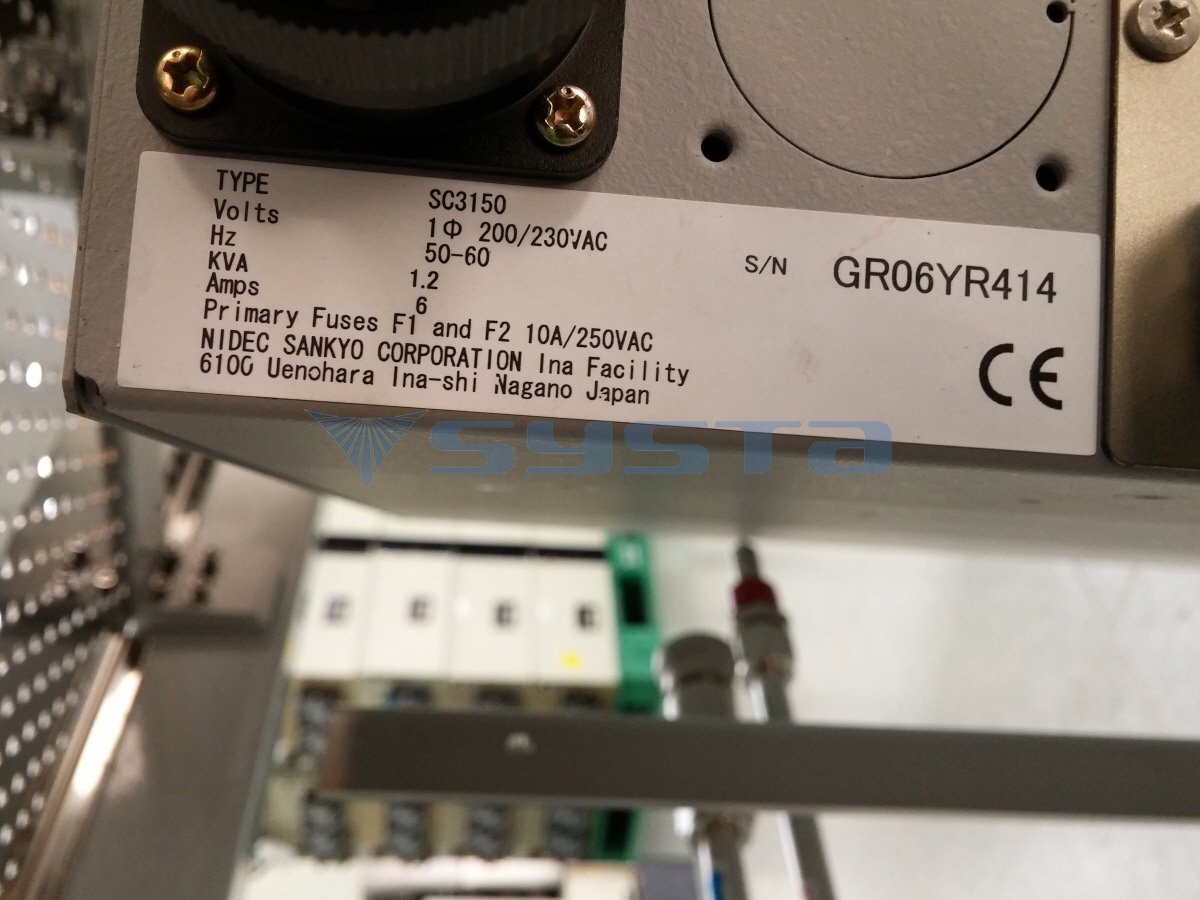 TYPE SC3150
Volts 1Φ 200/230VAC
Hz 50-60
KVA 1.2
Amps 6
Primary Fuses F1 and F2 10A/250VAC
NIDEC SANKYO CORPORATION Ina Facility
6100 Uenohara Ina-shi Nagano Japan
S/N GR06YR414
CE
systa